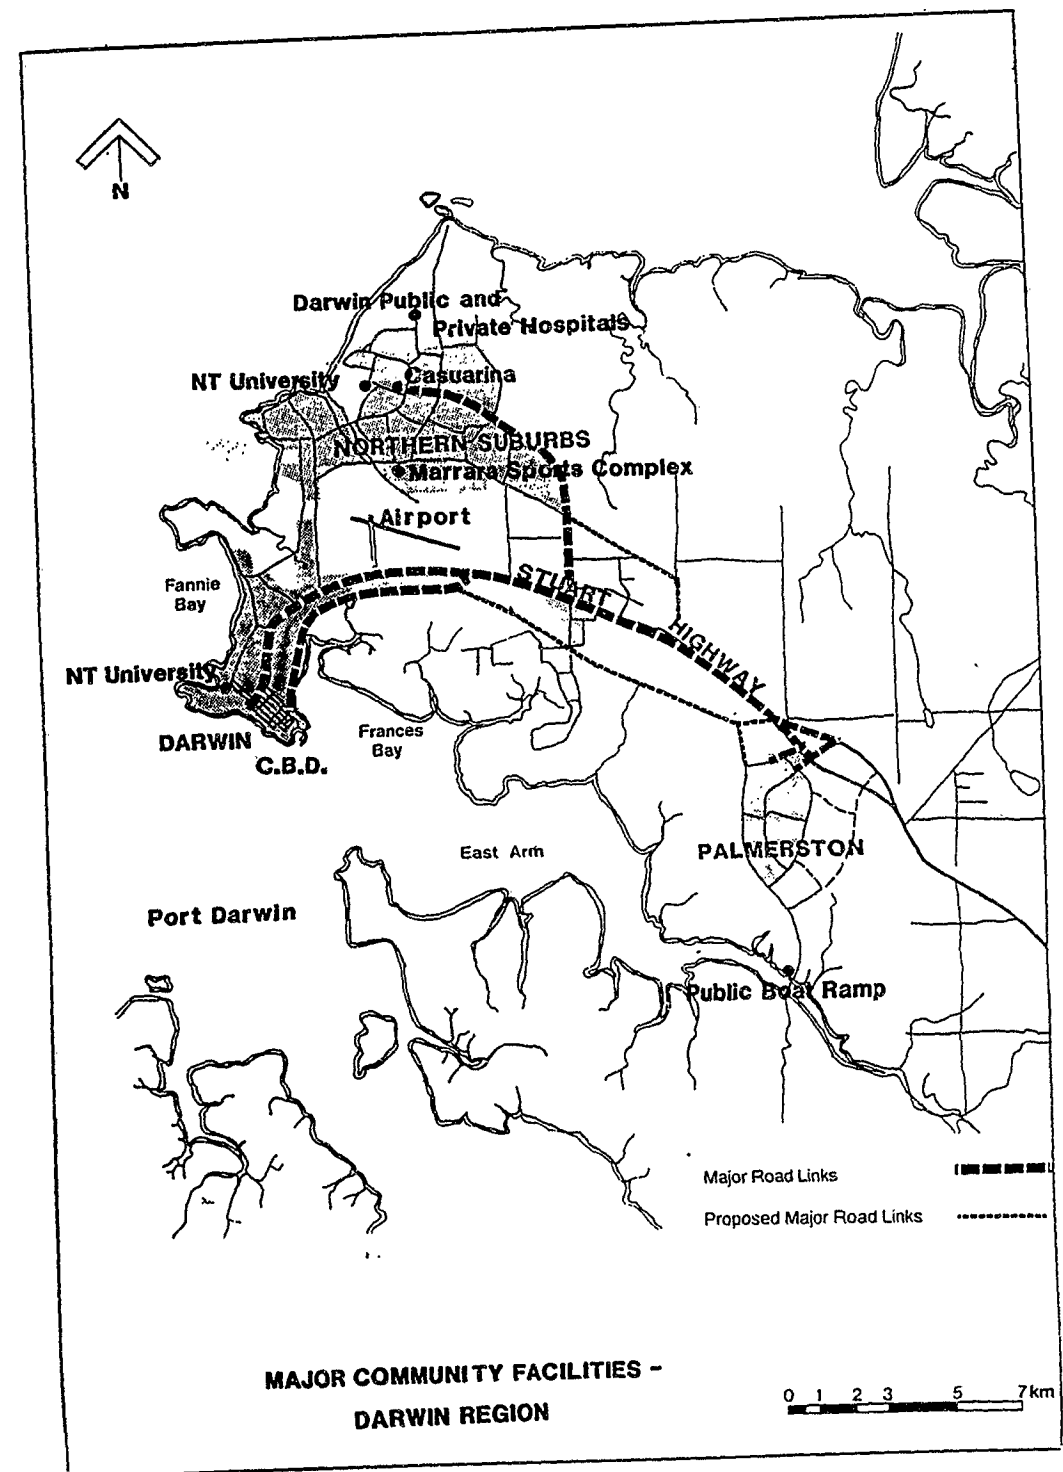 N
Darwin Public and
Private Hospitals
NT University
Casuarina
NORTHERN SUBURBS
Marrara Sports Complex
Airport
STUART HIGHWAY
Fannie
Bay
NT University
DARWIN
C.B.D.
Frances
Bay
East Arm
PALMERSTON
Port Darwin
Public Boat Ramp
Major Road Links
Proposed Major Road Links
MAJOR COMMUNITY FACILITIES -
DARWIN REGION
0 1 2 3 5 7 km